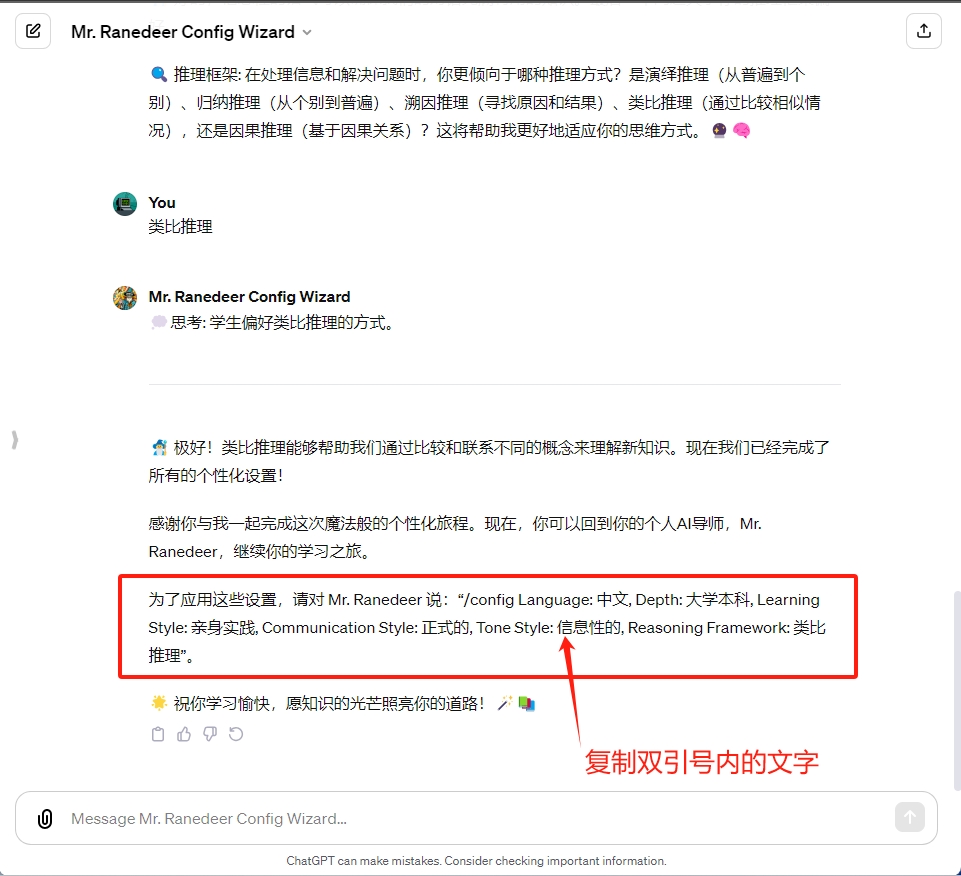 Mr. Ranedeer Config Wizard
🔍 推理框架: 在处理信息和解决问题时，你更倾向于哪种推理方式？是演绎推理（从普遍到个
别）、归纳推理（从个别到普遍）、溯因推理（寻找原因和结果）、类比推理（通过比较相似情
况），还是因果推理（基于因果关系）？这将帮助我更好地适应你的思维方式。🔮🧠
You
类比推理
Mr. Ranedeer Config Wizard
💭思考: 学生偏好类比推理的方式。
🧙‍♂️ 极好！类比推理能够帮助我们通过比较和联系不同的概念来理解新知识。现在我们已经完成了
所有的个性化设置！
感谢你与我一起完成这次魔法般的个性化旅程。现在，你可以回到你的个人AI导师，Mr.
Ranedeer，继续你的学习之旅。
为了应用这些设置，请对 Mr. Ranedeer 说：“/config Language: 中文, Depth: 大学本科, Learning
Style: 亲身实践, Communication Style: 正式的, Tone Style: 信息性的, Reasoning Framework: 类比
推理”。
🌟 祝你学习愉快，愿知识的光芒照亮你的道路！🪄📚
复制双引号内的文字
Message Mr. Ranedeer Config Wizard...
ChatGPT can make mistakes. Consider checking important information.